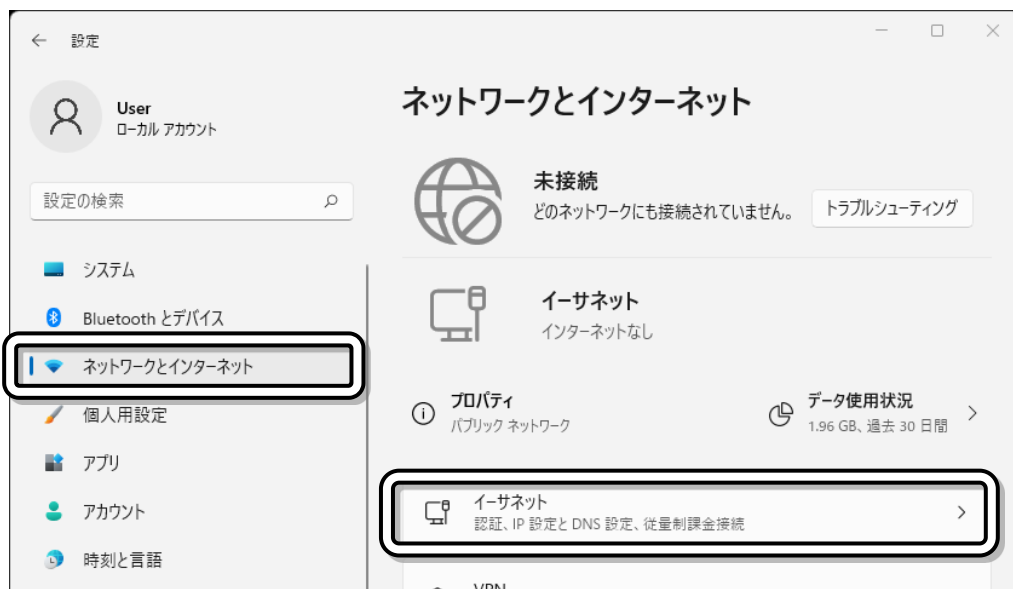 設定
User
ローカル アカウント
設定の検索
システム
Bluetooth とデバイス
ネットワークとインターネット
個人用設定
アプリ
アカウント
時刻と言語
ネットワークとインターネット
未接続
どのネットワークにも接続されていません。
トラブルシューティング
イーサネット
インターネットなし
プロパティ
パブリック ネットワーク
データ使用状況
1.96 GB、過去 30 日間
イーサネット
認証、IP 設定と DNS 設定、従量制課金接続
VPN